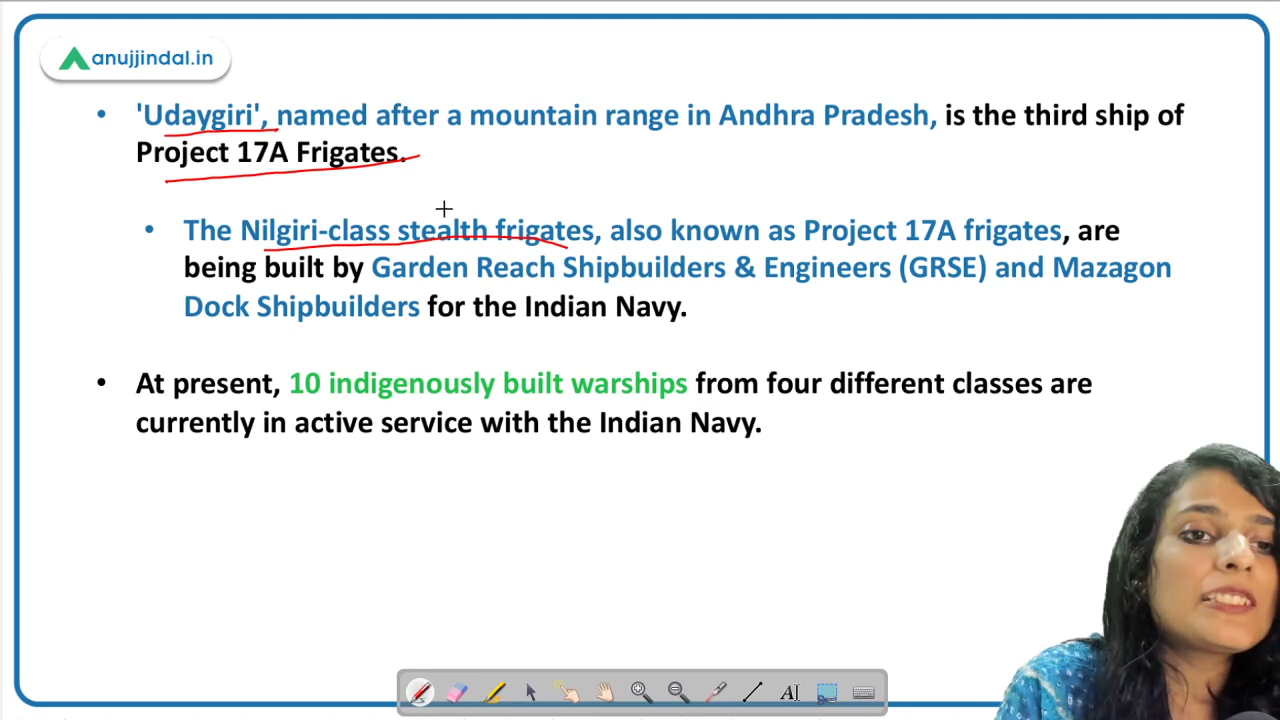 anujjindal.in
• 'Udaygiri', named after a mountain range in Andhra Pradesh, is the third ship of
Project 17A Frigates.
• The Nilgiri-class stealth frigates, also known as Project 17A frigates, are
being built by Garden Reach Shipbuilders & Engineers (GRSE) and Mazagon
Dock Shipbuilders for the Indian Navy.
• At present, 10 indigenously built warships from four different classes are
currently in active service with the Indian Navy.